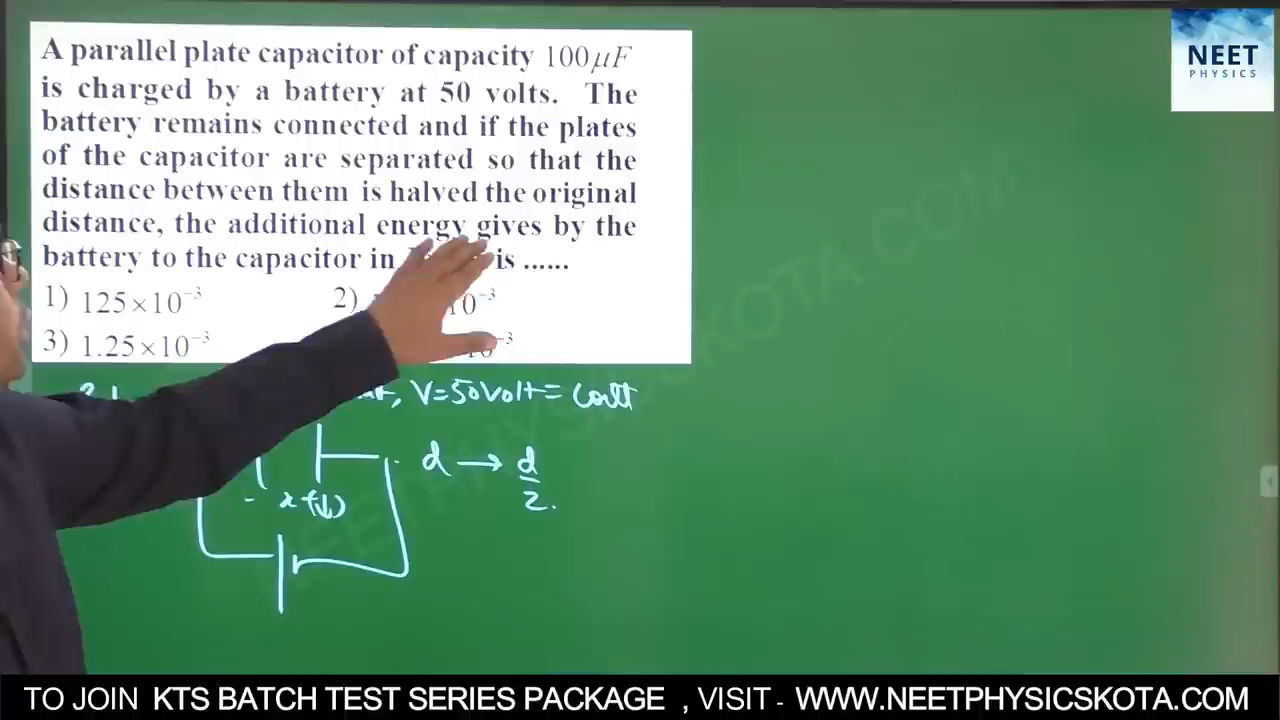 A parallel plate capacitor of capacity 100μF
is charged by a battery at 50 volts. The
battery remains connected and if the plates
of the capacitor are separated so that the
distance between them is halved the original
distance, the additional energy gives by the
battery to the capacitor in is ......
1) 125×10⁻³ 2) 10⁻³
3) 1.25×10⁻³ 10⁻³
NEET
PHYSICS
, V=50Volt=
d → d/2.
NEETPHYSICSKOTA.COM
TO JOIN KTS BATCH TEST SERIES PACKAGE , VISIT - WWW.NEETPHYSICSKOTA.COM